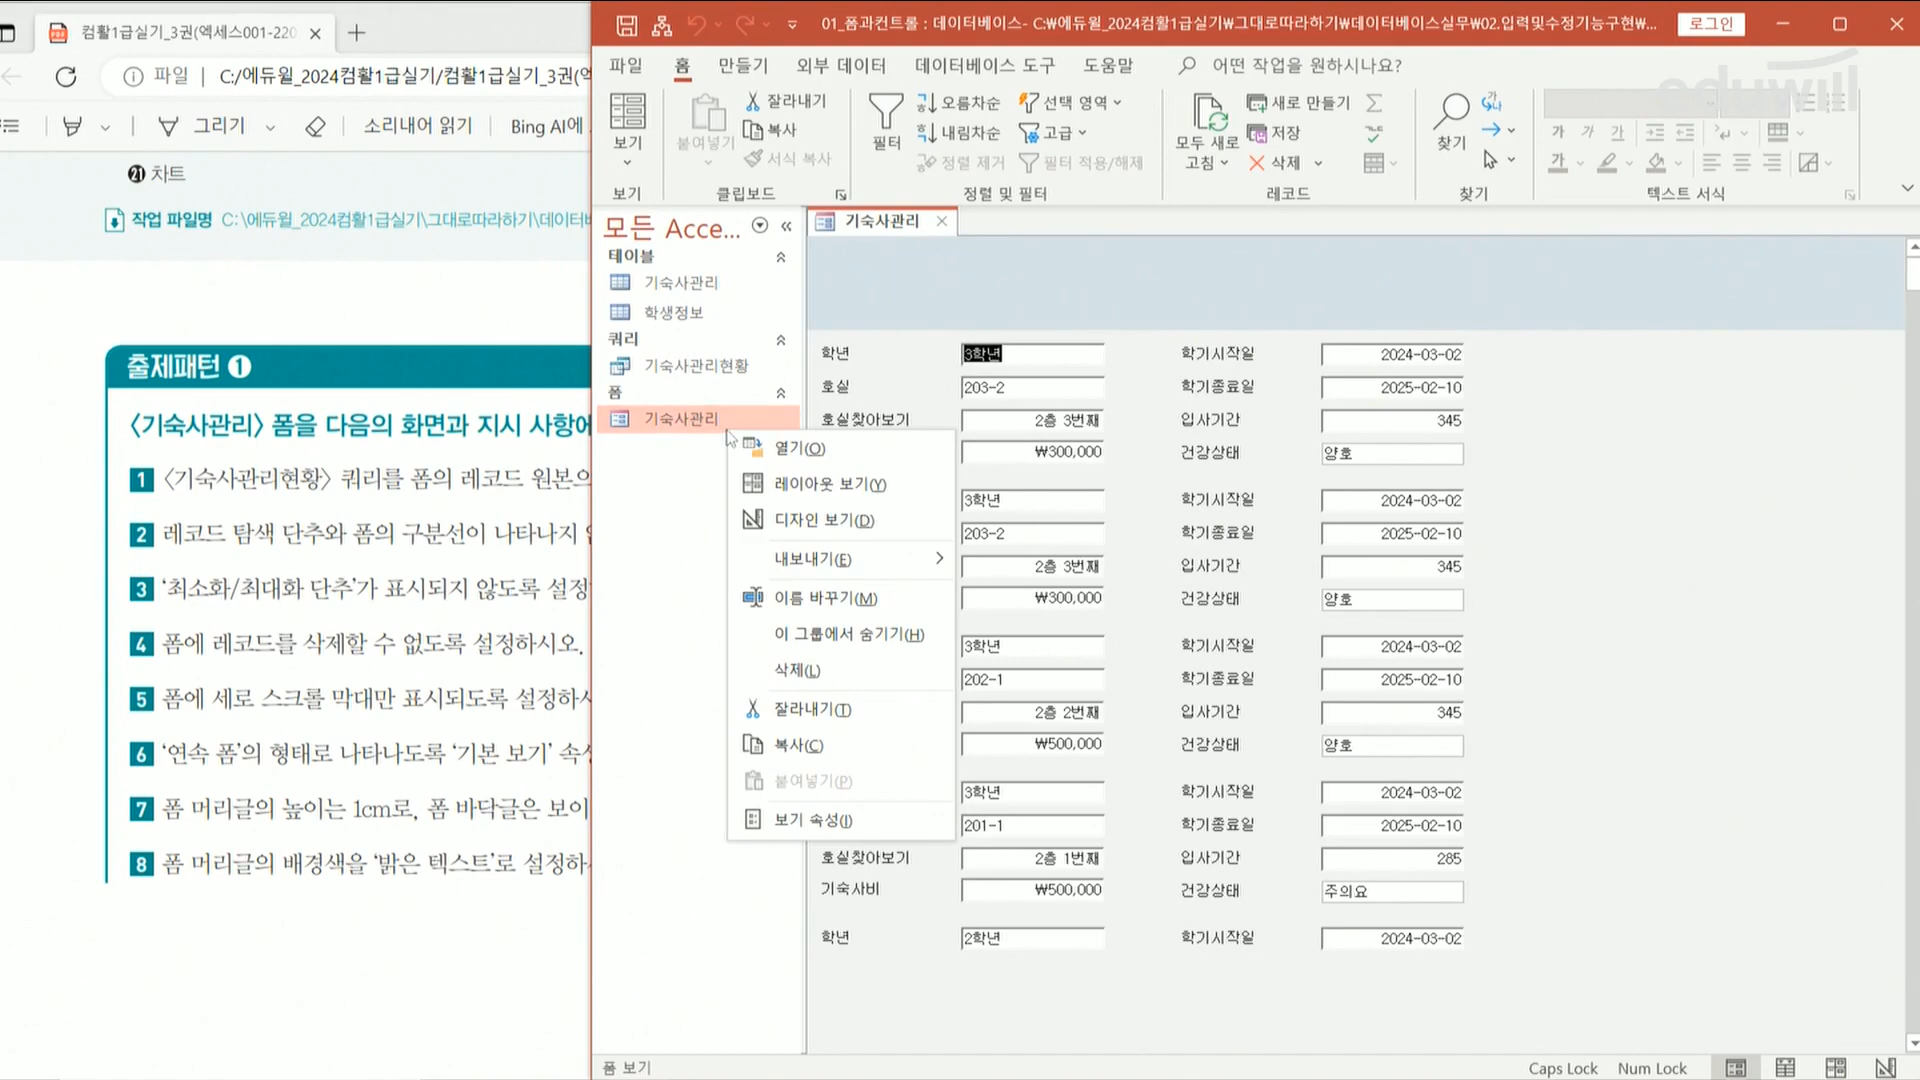 컴활1급실기_3권(엑세스001-220
파일 | C:/에듀윌_2024컴활1급실기/컴활1급실기_3권(엑
그리기
소리내어 읽기
Bing AI에
㉑ 차트
작업 파일명 C:\에듀윌_2024컴활1급실기\그대로따라하기\데이터베
출제패턴 ❶
〈기숙사관리〉 폼을 다음의 화면과 지시 사항에
1 〈기숙사관리현황〉 쿼리를 폼의 레코드 원본으
2 레코드 탐색 단추와 폼의 구분선이 나타나지 않
3 ‘최소화/최대화 단추’가 표시되지 않도록 설정
4 폼에 레코드를 삭제할 수 없도록 설정하시오.
5 폼에 세로 스크롤 막대만 표시되도록 설정하시
6 ‘연속 폼’의 형태로 나타나도록 ‘기본 보기’ 속성
7 폼 머리글의 높이는 1cm로, 폼 바닥글은 보이
8 폼 머리글의 배경색을 ‘밝은 텍스트’로 설정하
01_폼과컨트롤 : 데이터베이스- C:₩에듀윌_2024컴활1급실기₩그대로따라하기₩데이터베이스실무₩02.입력및수정기능구현₩...
로그인
파일 홈 만들기 외부 데이터 데이터베이스 도구 도움말 어떤 작업을 원하시나요?
eduwill
보기
붙여넣기
잘라내기
복사
서식 복사
필터
오름차순
내림차순
정렬 제거
선택 영역
고급
필터 적용/해제
모두 새로 고침
새로 만들기
저장
삭제
찾기
가 가 가
가
보기 클립보드 정렬 및 필터 레코드 찾기 텍스트 서식
모든 Acce...
테이블
기숙사관리
학생정보
쿼리
기숙사관리현황
폼
기숙사관리
열기(O)
레이아웃 보기(Y)
디자인 보기(D)
내보내기(E)
이름 바꾸기(M)
이 그룹에서 숨기기(H)
삭제(L)
잘라내기(T)
복사(C)
붙여넣기(P)
보기 속성(I)
기숙사관리
학년 3학년 학기시작일 2024-03-02
호실 203-2 학기종료일 2025-02-10
호실찾아보기 2층 3번째 입사기간 345
₩300,000 건강상태 양호
3학년 학기시작일 2024-03-02
203-2 학기종료일 2025-02-10
2층 3번째 입사기간 345
₩300,000 건강상태 양호
3학년 학기시작일 2024-03-02
202-1 학기종료일 2025-02-10
2층 2번째 입사기간 345
₩500,000 건강상태 양호
3학년 학기시작일 2024-03-02
201-1 학기종료일 2025-02-10
호실찾아보기 2층 1번째 입사기간 285
기숙사비 ₩500,000 건강상태 주의요
학년 2학년 학기시작일 2024-03-02
폼 보기
Caps Lock Num Lock